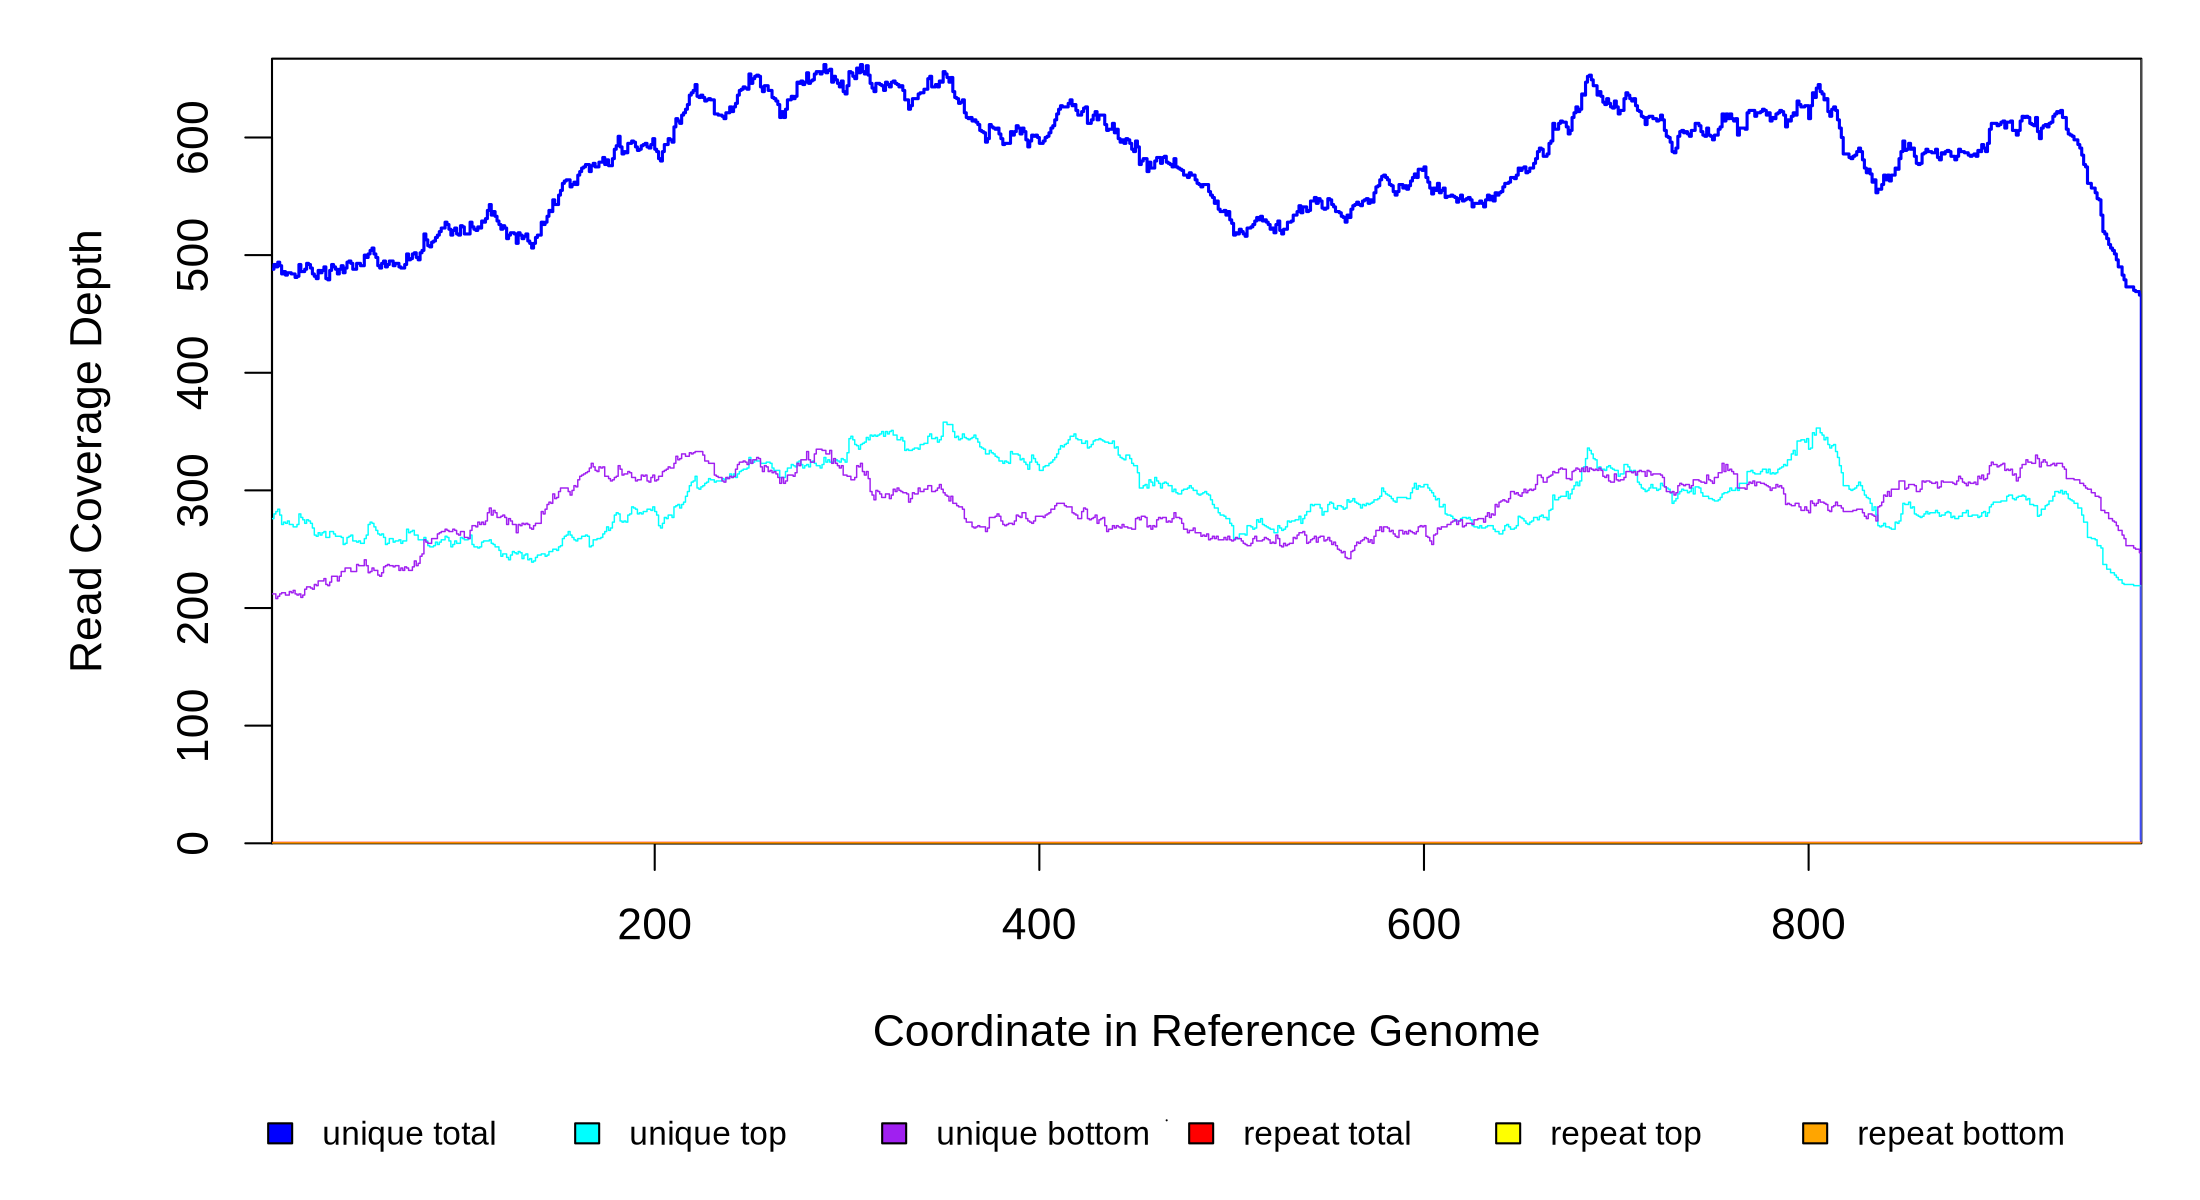 Read Coverage Depth
600
500
400
300
200
100
0
200 400 600 800
Coordinate in Reference Genome
unique total unique top unique bottom repeat total repeat top repeat bottom